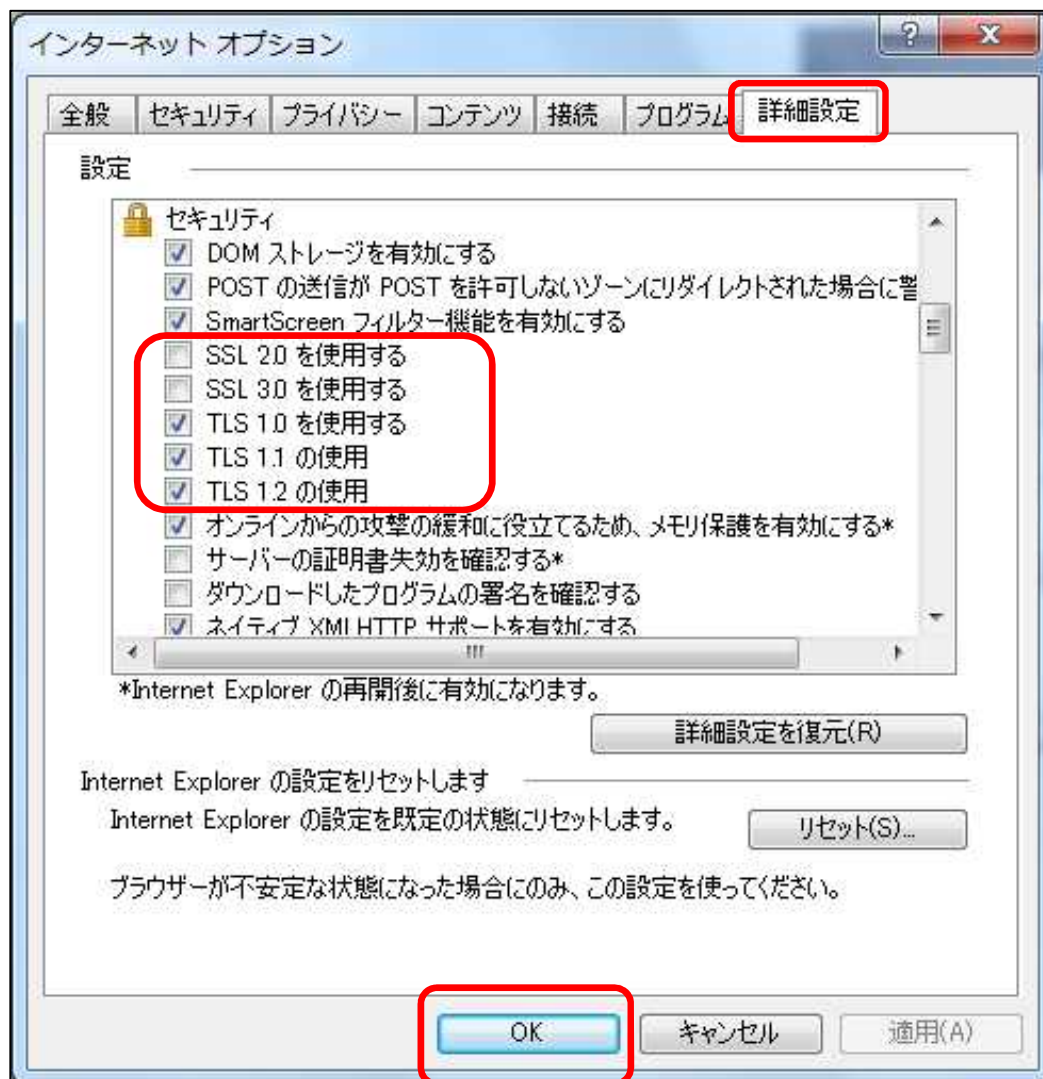 インターネット オプション
全般 セキュリティ プライバシー コンテンツ 接続 プログラム 詳細設定
設定
セキュリティ
DOM ストレージを有効にする
POST の送信が POST を許可しないゾーンにリダイレクトされた場合に警
SmartScreen フィルター機能を有効にする
SSL 2.0 を使用する
SSL 3.0 を使用する
TLS 1.0 を使用する
TLS 1.1 の使用
TLS 1.2 の使用
オンラインからの攻撃の緩和に役立てるため、メモリ保護を有効にする*
サーバーの証明書失効を確認する*
ダウンロードしたプログラムの署名を確認する
ネイティブ XMLHTTP サポートを有効にする
*Internet Explorer の再開後に有効になります。
詳細設定を復元(R)
Internet Explorer の設定をリセットします
Internet Explorer の設定を既定の状態にリセットします。
リセット(S)...
ブラウザーが不安定な状態になった場合にのみ、この設定を使ってください。
OK キャンセル 適用(A)